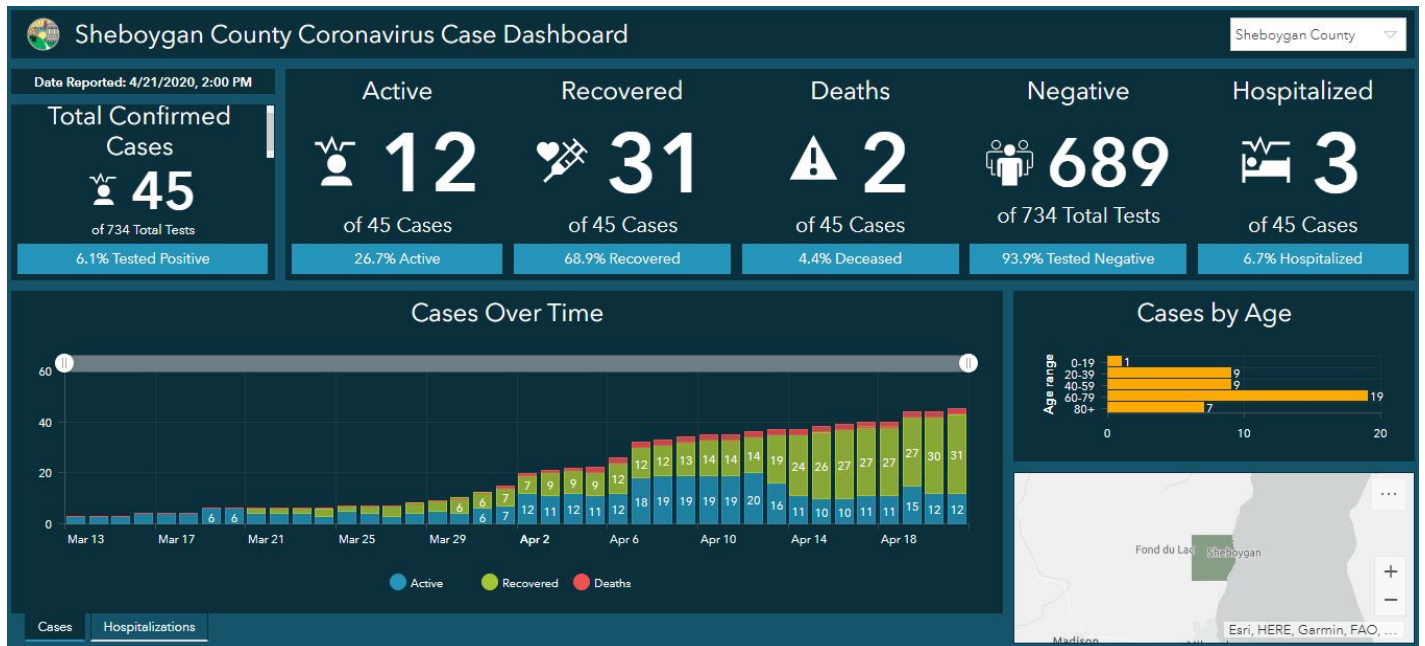 Sheboygan County Coronavirus Case Dashboard
Sheboygan County
Date Reported: 4/21/2020, 2:00 PM
Total Confirmed
Cases
45
of 734 Total Tests
6.1% Tested Positive
Active
12
of 45 Cases
26.7% Active
Recovered
31
of 45 Cases
68.9% Recovered
Deaths
2
of 45 Cases
4.4% Deceased
Negative
689
of 734 Total Tests
93.9% Tested Negative
Hospitalized
3
of 45 Cases
6.7% Hospitalized
Cases Over Time
60
40
20
0
12 12 13 14 14 14 19 24 26 27 27 27 27 30 31
6 6 7 7 9 9 9 12
6 6 6 7 12 11 12 11 12 18 19 19 19 19 20 16 11 10 10 11 11 15 12 12
Mar 13 Mar 17 Mar 21 Mar 25 Mar 29 Apr 2 Apr 6 Apr 10 Apr 14 Apr 18
Active Recovered Deaths
Cases Hospitalizations
Cases by Age
Age range
0-19 1
20-39 9
40-59 9
60-79 19
80+ 7
0 10 20
...
Fond du Lac Sheboygan
+
−
Esri, HERE, Garmin, FAO, ...
Madison